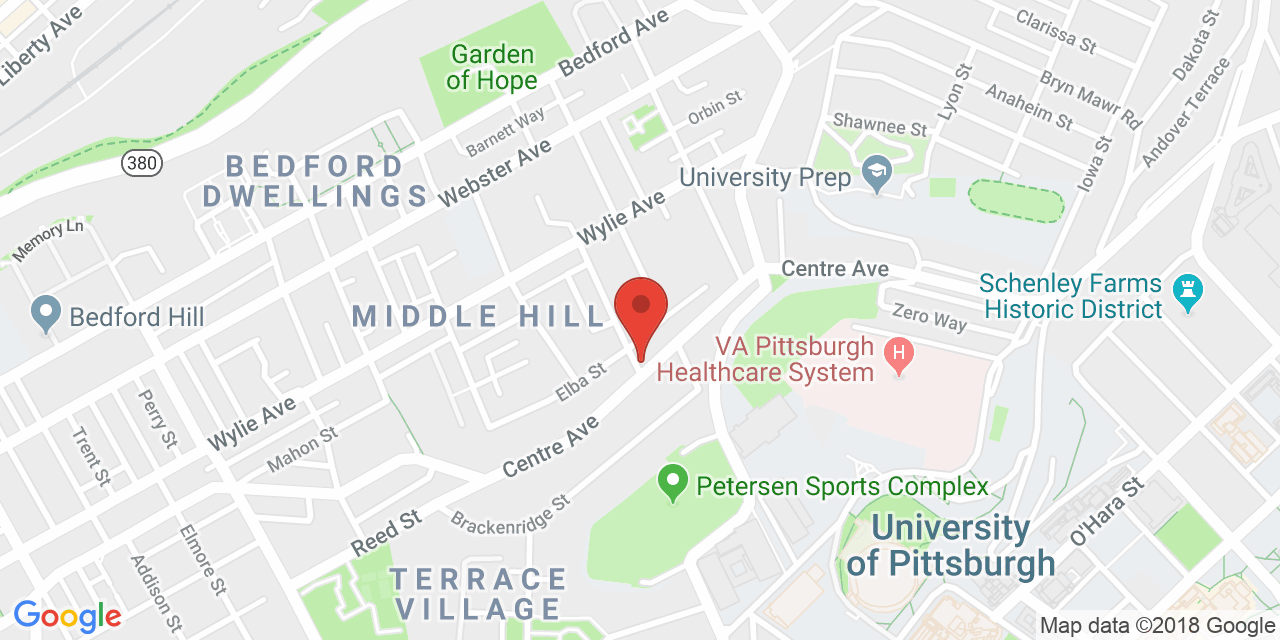 Liberty Ave
Garden
of Hope
Bedford Ave
Clarissa St
Dakota St
Bryn Mawr Rd
Lyon St
Anaheim St
Andover Terrace
Orbin St
Barnett Way
Shawnee St
380
BEDFORD
DWELLINGS
Webster Ave
University Prep
Iowa St
Memory Ln
Wylie Ave
Centre Ave
Schenley Farms
Historic District
Bedford Hill
MIDDLE HILL
Zero Way
VA Pittsburgh
Healthcare System
H
Elba St
Perry St
Wylie Ave
Mahon St
Trent St
Centre Ave
Petersen Sports Complex
Brackenridge St
Reed St
O'Hara St
University
of Pittsburgh
Elmore St
Addison St
TERRACE
VILLAGE
Google
Map data ©2018 Google